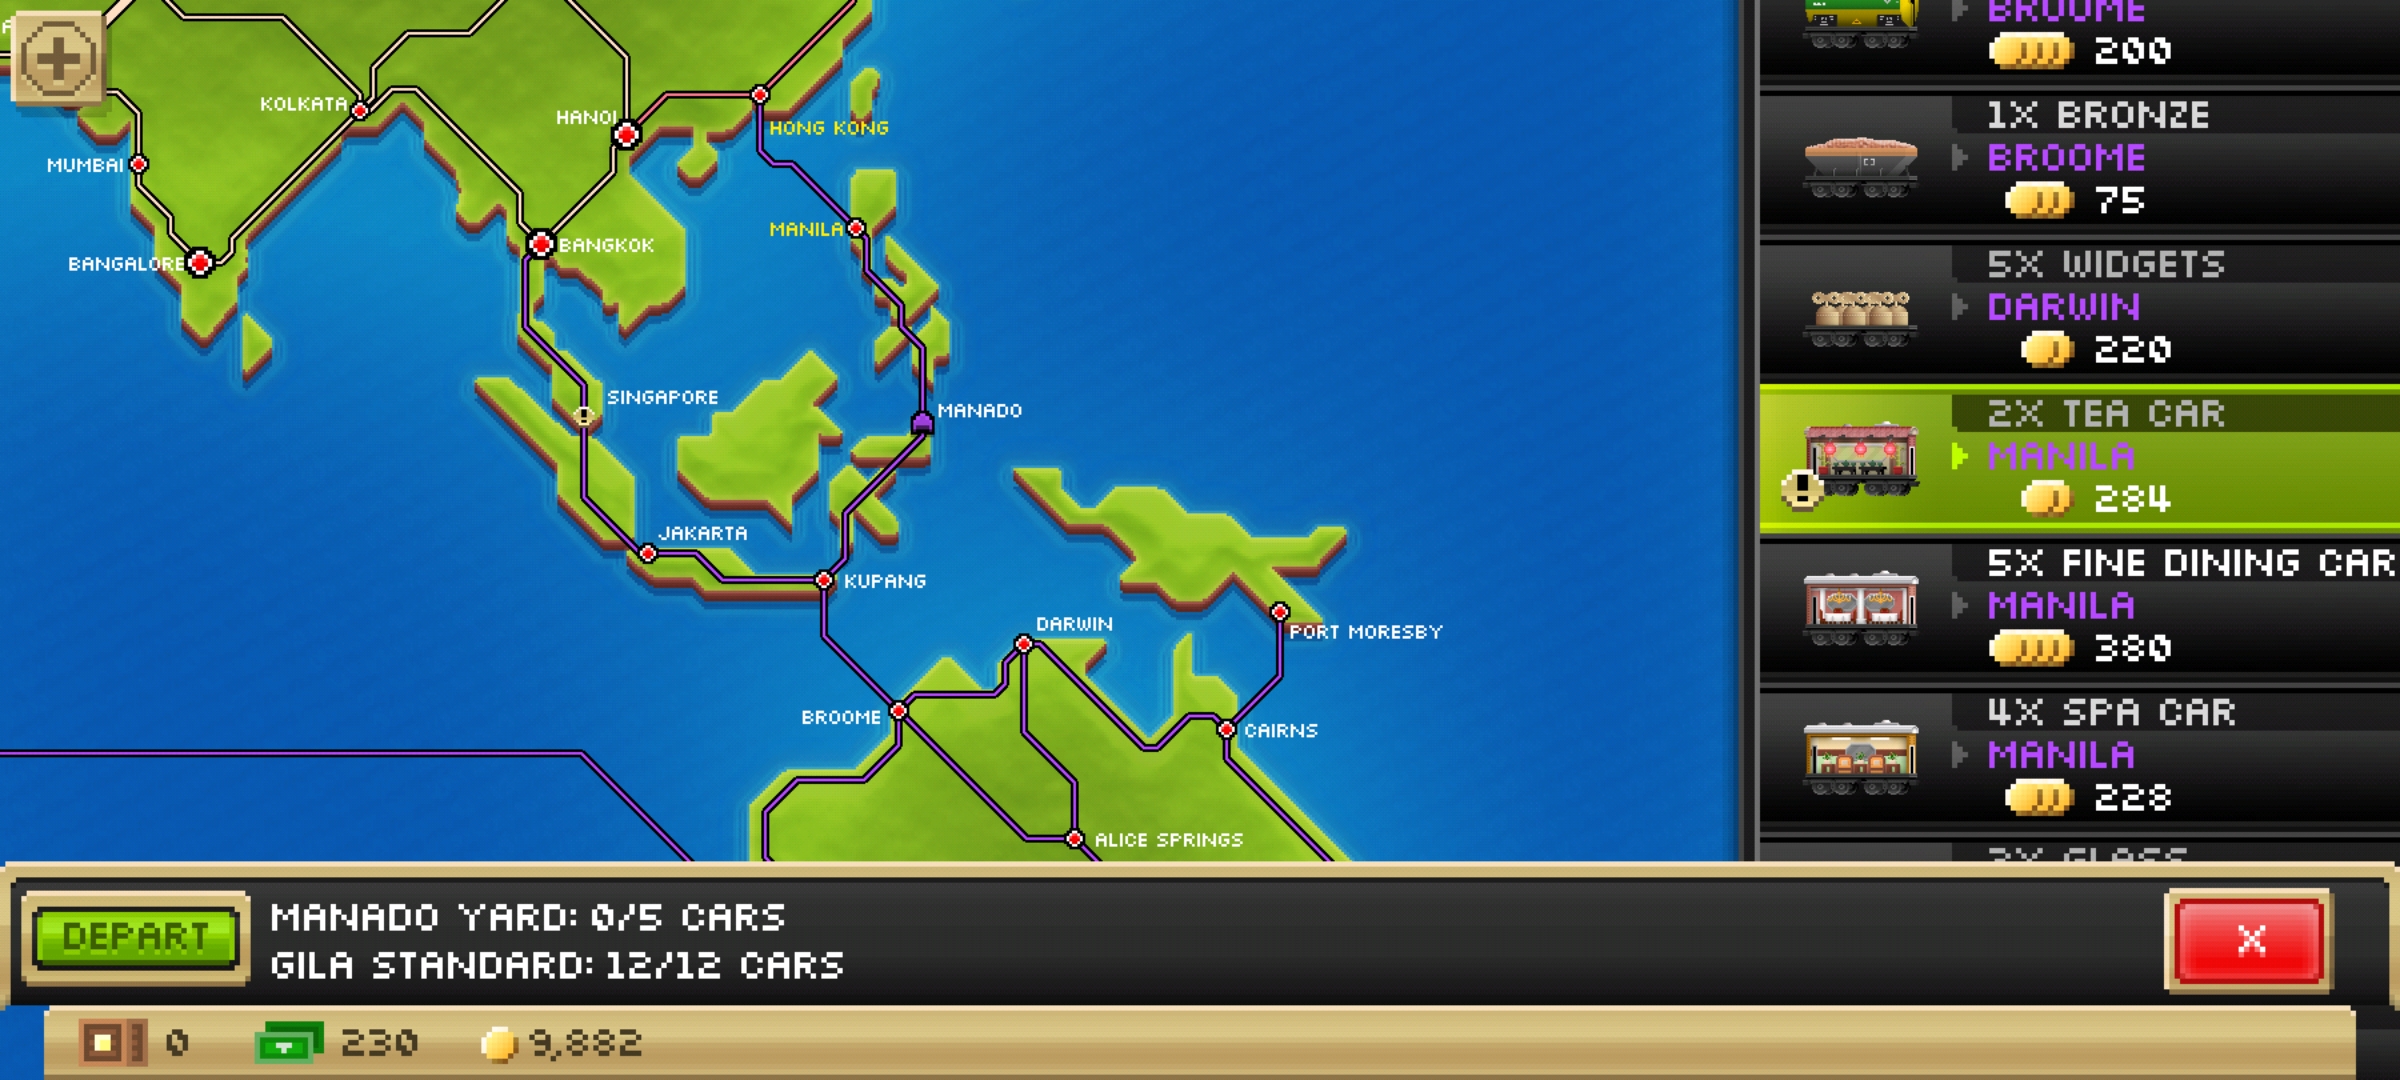 KOLKATA
HANOI
HONG KONG
MUMBAI
MANILA
BANGALORE
BANGKOK
SINGAPORE
MANADO
JAKARTA
KUPANG
DARWIN
PORT MORESBY
BROOME
CAIRNS
ALICE SPRINGS
BROOME
200
1X BRONZE
BROOME
75
5X WIDGETS
DARWIN
220
2X TEA CAR
MANILA
284
5X FINE DINING CAR
MANILA
380
4X SPA CAR
MANILA
228
DEPART
MANADO YARD: 0/5 CARS
GILA STANDARD: 12/12 CARS
X
0
230
9,882